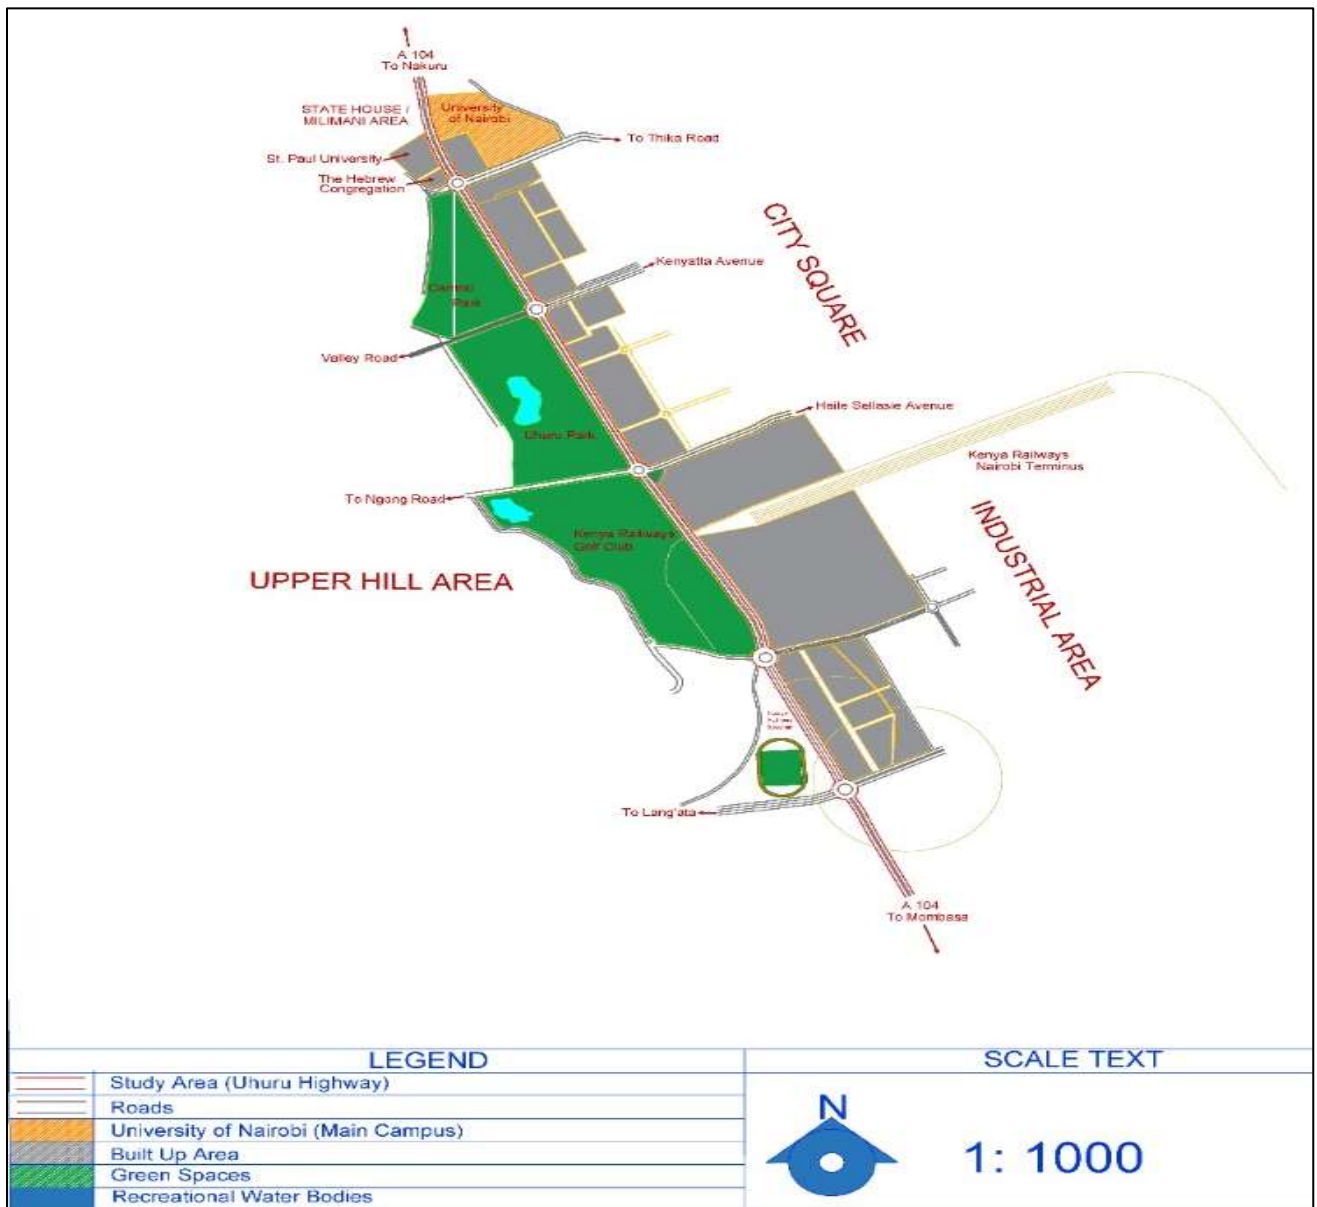 A 104
To Nakuru
STATE HOUSE /
MILIMANI AREA
University
of Nairobi
To Thika Road
St. Paul University
The Hebrew
Congregation
CITY SQUARE
Kenyatta Avenue
Central
Park
Valley Road
Haile Sellasie Avenue
Uhuru Park
Kenya Railways
Nairobi Terminus
To Ngong Road
Kenya Railways
Golf Club
INDUSTRIAL AREA
UPPER HILL AREA
To Lang'ata
A 104
To Mombasa
LEGEND
SCALE TEXT
Study Area (Uhuru Highway)
Roads
University of Nairobi (Main Campus)
Built Up Area
Green Spaces
Recreational Water Bodies
N
1: 1000